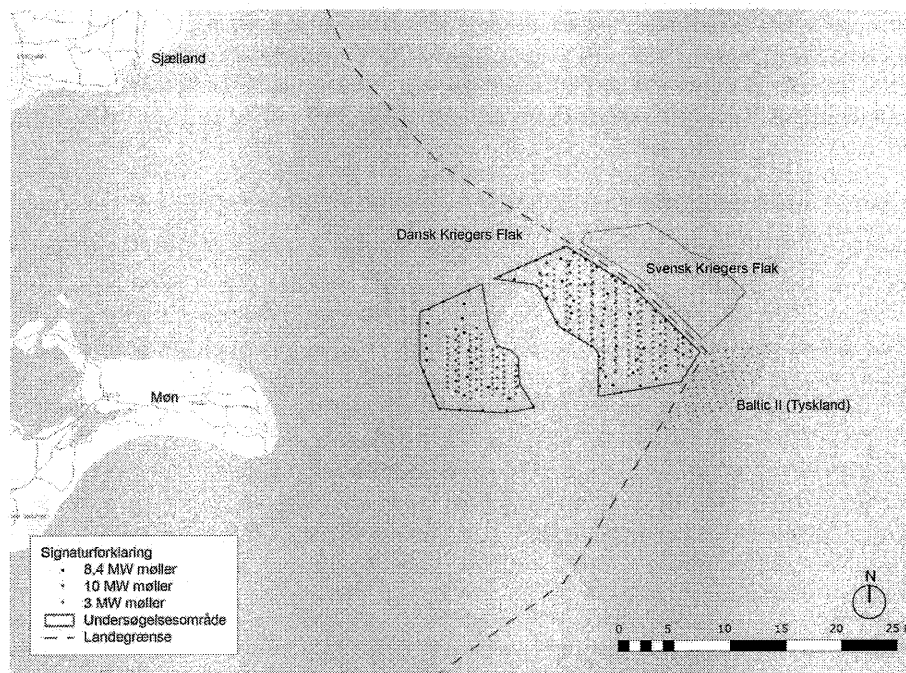 Sjælland
Dansk Kriegers Flak
Svensk Kriegers Flak
Møn
Baltic II (Tyskland)
Signaturforklaring
8,4 MW møller
10 MW møller
3 MW møller
Undersøgelsesområde
Landegrænse
N
0 5 10 15 20 25